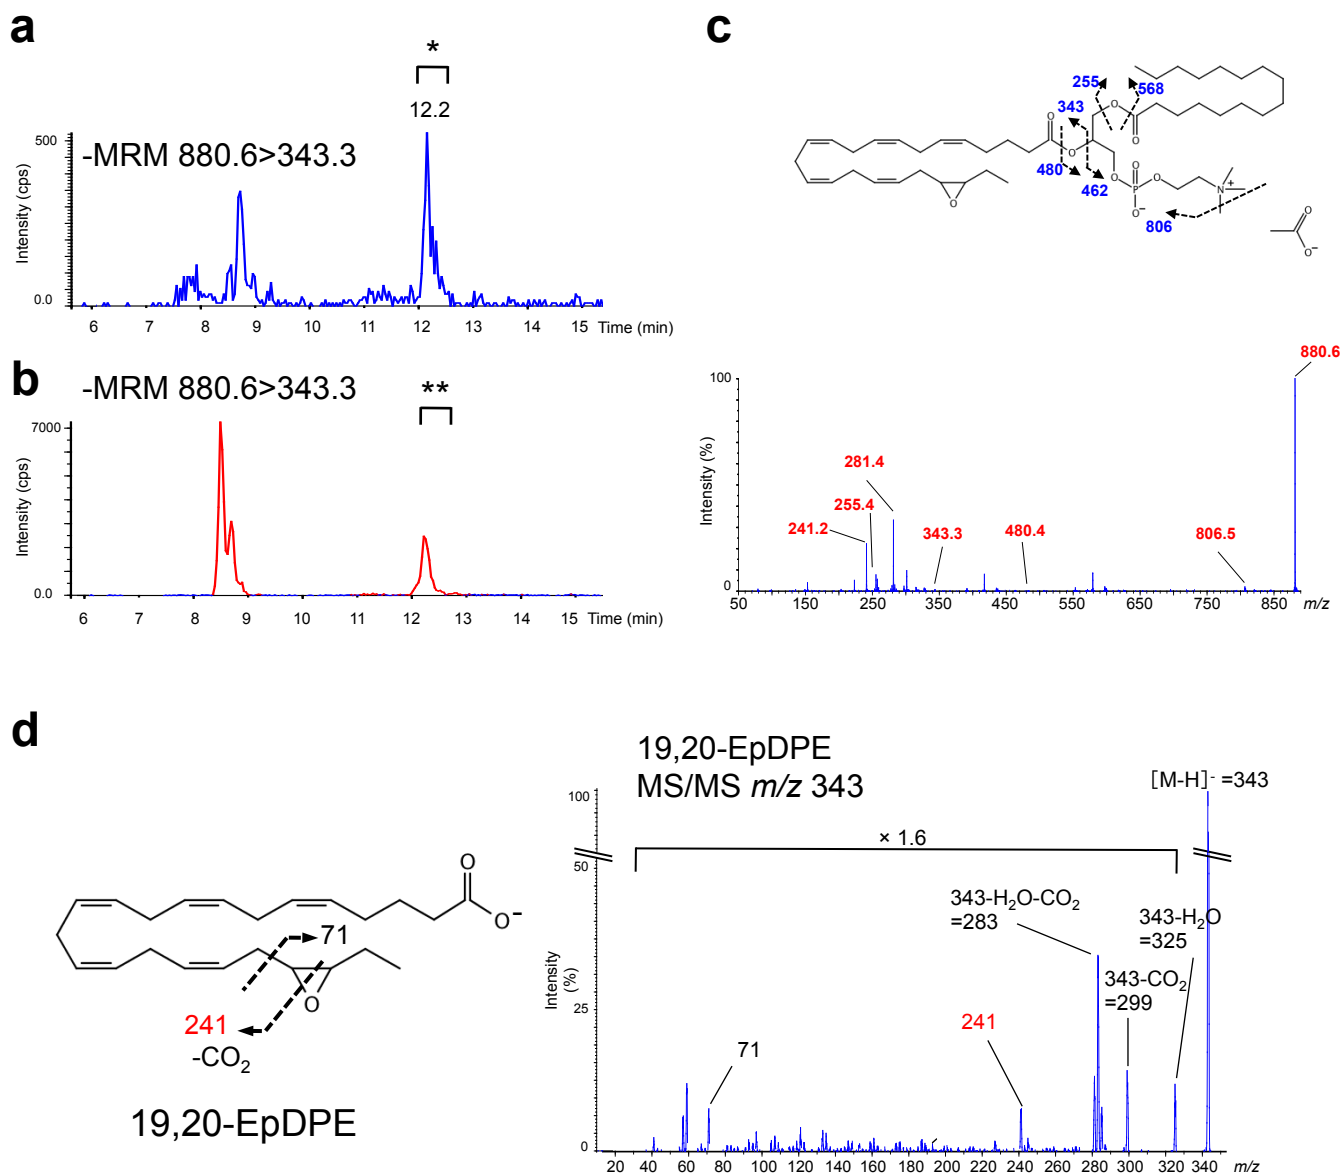 a
*
12.2
-MRM 880.6>343.3
500
0.0
Intensity (cps)
6 7 8 9 10 11 12 13 14 15 Time (min)
b
-MRM 880.6>343.3
**
7000
0.0
Intensity (cps)
6 7 8 9 10 11 12 13 14 15 Time (min)
c
255
568
343
480
462
806
O
O
O
O
O
O
P
O
O
O−
N
+
O
O−
880.6
100
281.4
255.4
241.2
343.3
480.4
806.5
0
Intensity (%)
50 150 250 350 450 550 650 750 850 m/z
d
O
O−
71
O
241
-CO2
19,20-EpDPE
19,20-EpDPE
MS/MS m/z 343
[M-H]- =343
100
× 1.6
50
343-H2O-CO2
=283
343-H2O
=325
343-CO2
=299
Intensity
(%)
25
241
71
0
20 40 60 80 100 120 140 160 180 200 220 240 260 280 300 320 340 m/z